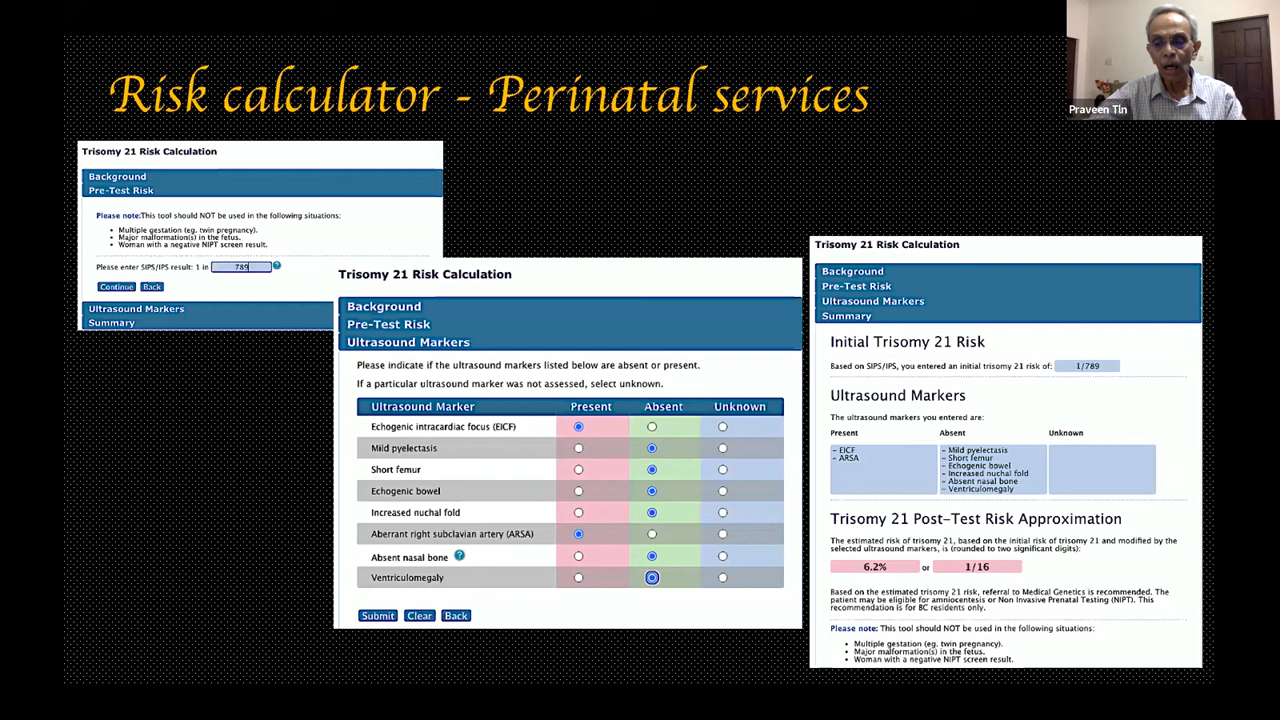 Risk calculator - Perinatal services
Praveen Tln
Trisomy 21 Risk Calculation
Background
Pre-Test Risk
Please note:This tool should NOT be used in the following situations:
• Multiple gestation (eg. twin pregnancy).
• Major malformation(s) in the fetus.
• Woman with a negative NIPT screen result.
Please enter SIPS/IPS result: 1 in 789 ?
Continue Back
Ultrasound Markers
Summary
Trisomy 21 Risk Calculation
Background
Pre-Test Risk
Ultrasound Markers
Please indicate if the ultrasound markers listed below are absent or present.
If a particular ultrasound marker was not assessed, select unknown.
Ultrasound Marker Present Absent Unknown
Echogenic intracardiac focus (EICF)
Mild pyelectasis
Short femur
Echogenic bowel
Increased nuchal fold
Aberrant right subclavian artery (ARSA)
Absent nasal bone ?
Ventriculomegaly
Submit Clear Back
Trisomy 21 Risk Calculation
Background
Pre-Test Risk
Ultrasound Markers
Summary
Initial Trisomy 21 Risk
Based on SIPS/IPS, you entered an initial trisomy 21 risk of: 1/789
Ultrasound Markers
The ultrasound markers you entered are:
Present Absent Unknown
- EICF - Mild pyelectasis
- ARSA - Short femur
- Echogenic bowel
- Increased nuchal fold
- Absent nasal bone
- Ventriculomegaly
Trisomy 21 Post-Test Risk Approximation
The estimated risk of trisomy 21, based on the initial risk of trisomy 21 and modified by the
selected ultrasound markers, is (rounded to two significant digits):
6.2% or 1/16
Based on the estimated trisomy 21 risk, referral to Medical Genetics is recommended. The
patient may be eligible for amniocentesis or Non Invasive Prenatal Testing (NIPT). This
recommendation is for BC residents only.
Please note: This tool should NOT be used in the following situations:
• Multiple gestation (eg. twin pregnancy).
• Major malformation(s) in the fetus.
• Woman with a negative NIPT screen result.